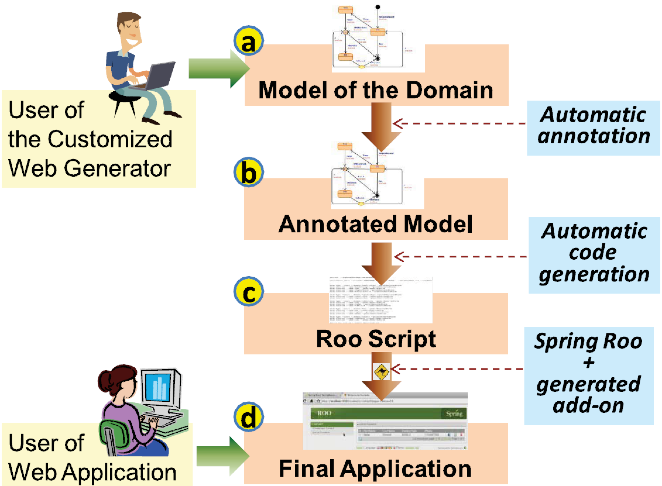 a
Model of the Domain
User of
the Customized
Web Generator
Automatic
annotation
b
Annotated Model
Automatic
code
generation
c
Roo Script
Spring Roo
+
generated
add-on
d
ROO
Spring
User of
Web Application
Final Application